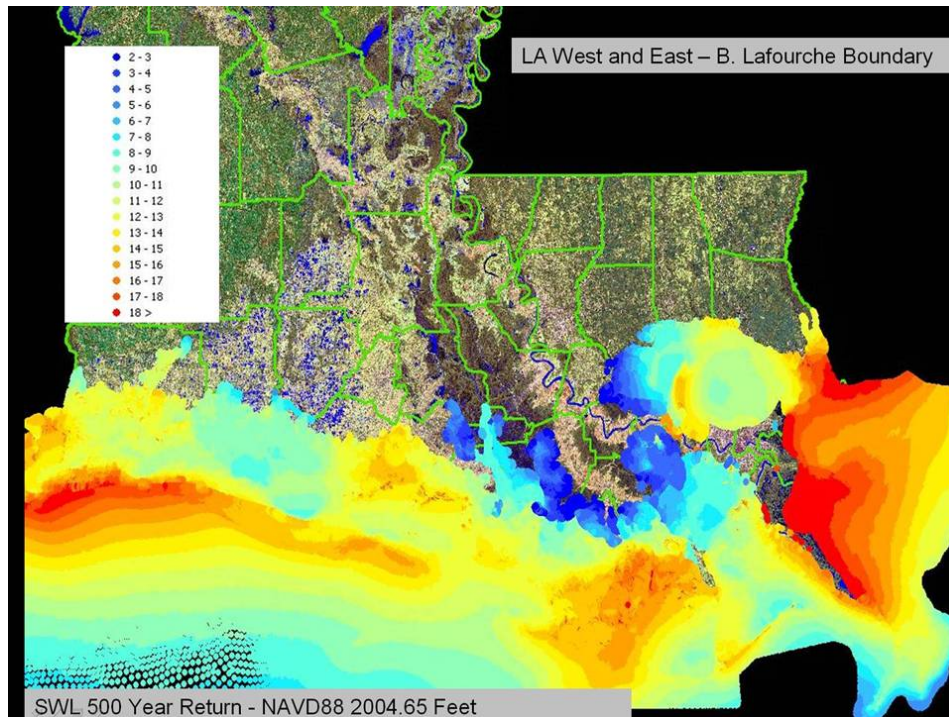 LA West and East – B. Lafourche Boundary
2 - 3
3 - 4
4 - 5
5 - 6
6 - 7
7 - 8
8 - 9
9 - 10
10 - 11
11 - 12
12 - 13
13 - 14
14 - 15
15 - 16
16 - 17
17 - 18
18 >
SWL 500 Year Return - NAVD88 2004.65 Feet